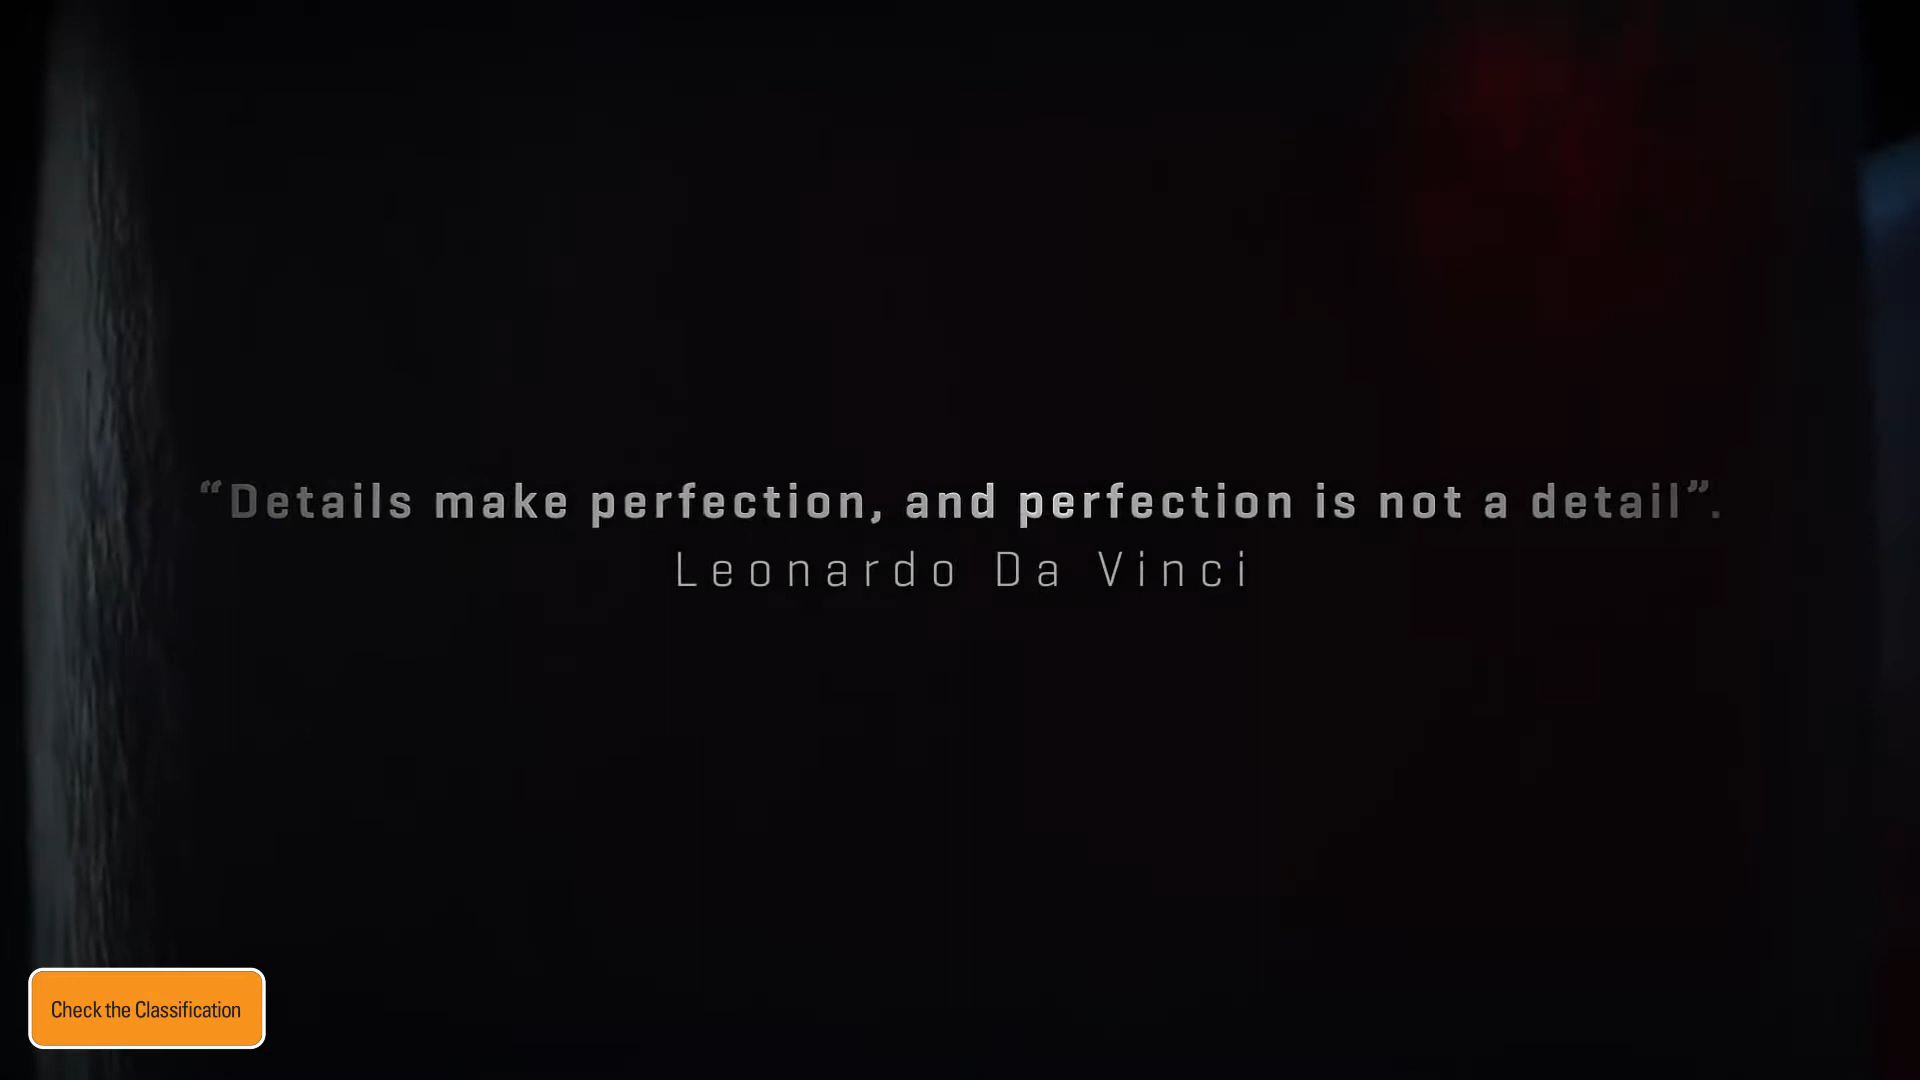 “Details make perfection, and perfection is not a detail”.
Leonardo Da Vinci
Check the Classification